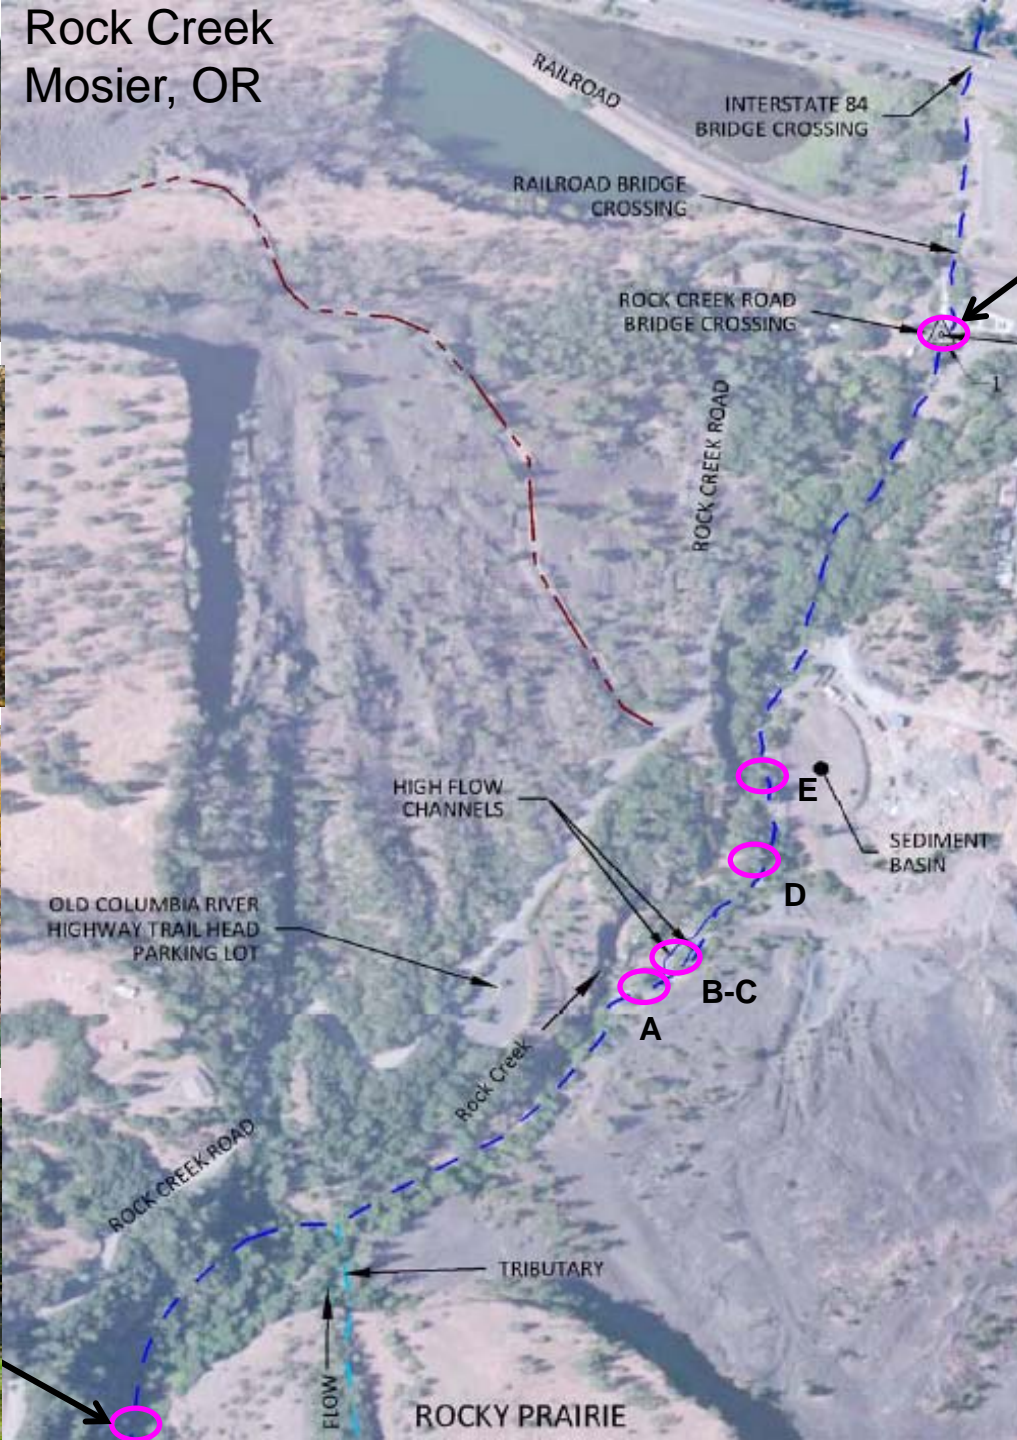 Rock Creek
Mosier, OR
RAILROAD
INTERSTATE 84
BRIDGE CROSSING
RAILROAD BRIDGE
CROSSING
ROCK CREEK ROAD
BRIDGE CROSSING
1
ROCK CREEK ROAD
HIGH FLOW
CHANNELS
E
SEDIMENT
BASIN
D
OLD COLUMBIA RIVER
HIGHWAY TRAIL HEAD
PARKING LOT
B-C
A
Rock Creek
ROCK CREEK ROAD
TRIBUTARY
FLOW
ROCKY PRAIRIE